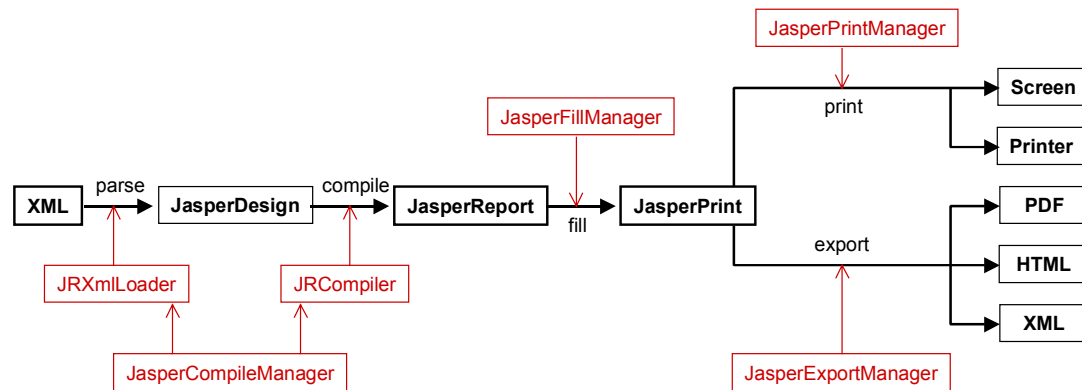 JasperPrintManager
Screen
print
JasperFillManager
Printer
parse
compile
XML
JasperDesign
JasperReport
JasperPrint
PDF
fill
export
JRXmlLoader
JRCompiler
HTML
XML
JasperCompileManager
JasperExportManager